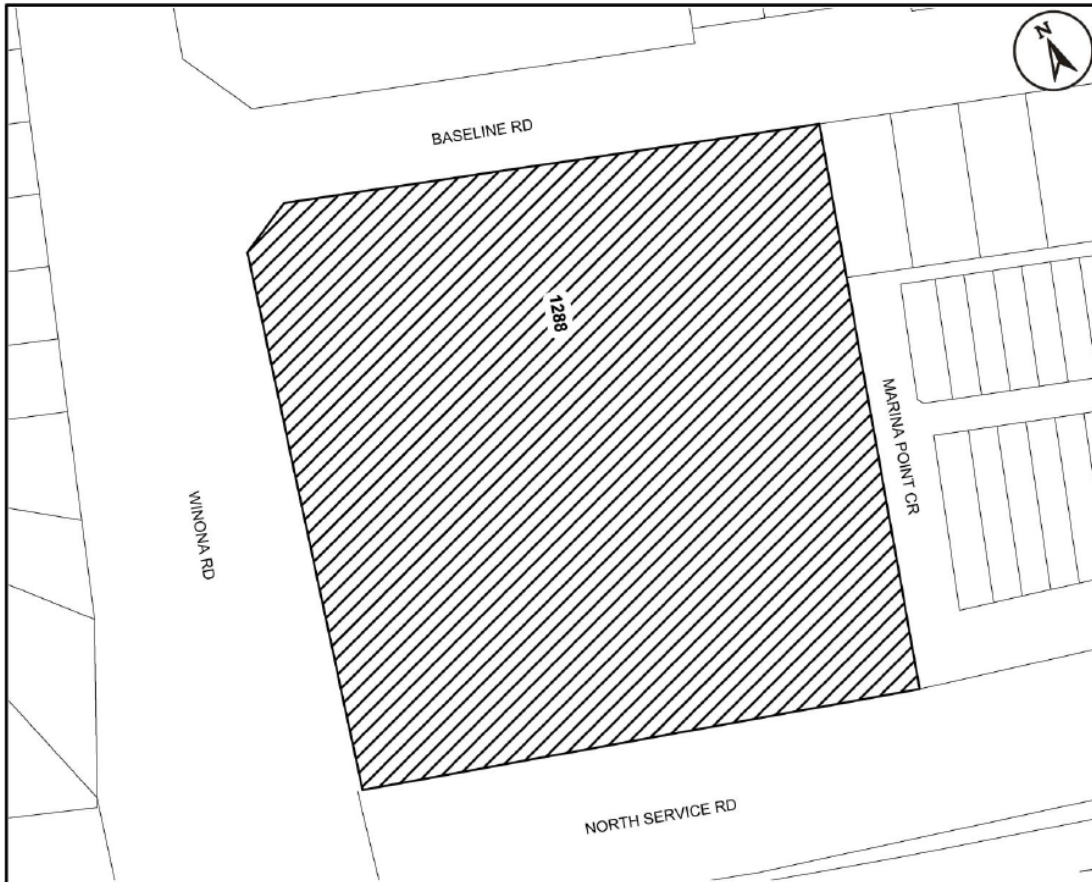 N
BASELINE RD
1288
MARINA POINT CR
WINONA RD
NORTH SERVICE RD